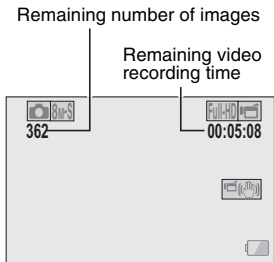 Remaining number of images
Remaining video
recording time
8M-S
Full-HD
362
00:05:08